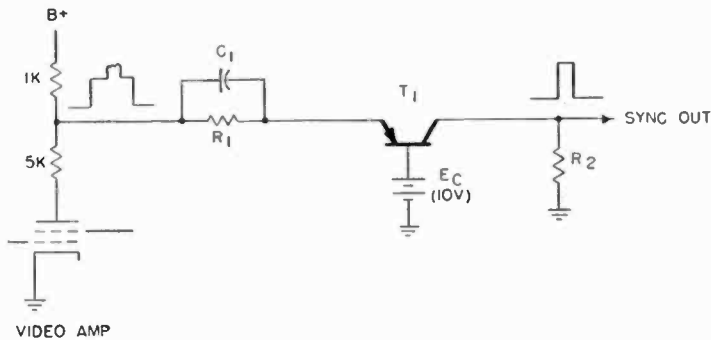 B+
1K
5K
C1
R1
T1
EC
(10V)
SYNC OUT
R2
VIDEO AMP